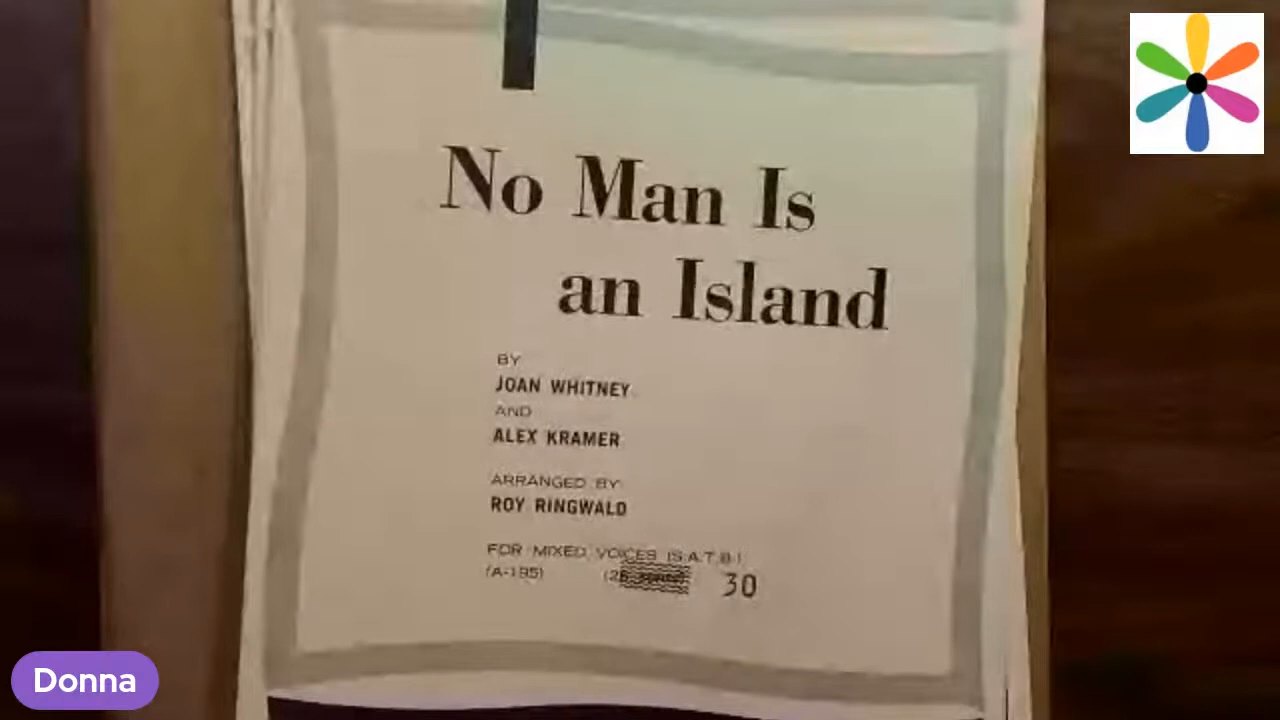 No Man Is
an Island
BY
JOAN WHITNEY
AND
ALEX KRAMER
ARRANGED BY
ROY RINGWALD
FOR MIXED VOICES (S.A.T.B.)
(A-195) 30
Donna